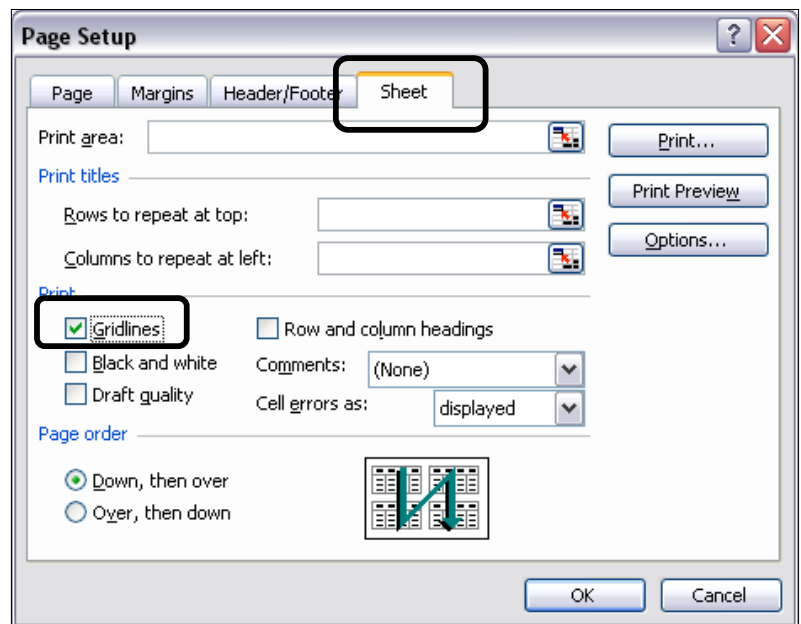 Page Setup
Page Margins Header/Footer Sheet
Print area:
Print...
Print titles
Print Preview
Rows to repeat at top:
Options...
Columns to repeat at left:
Print
Gridlines Row and column headings
Black and white Comments: (None)
Draft quality Cell errors as: displayed
Page order
Down, then over
Over, then down
OK Cancel